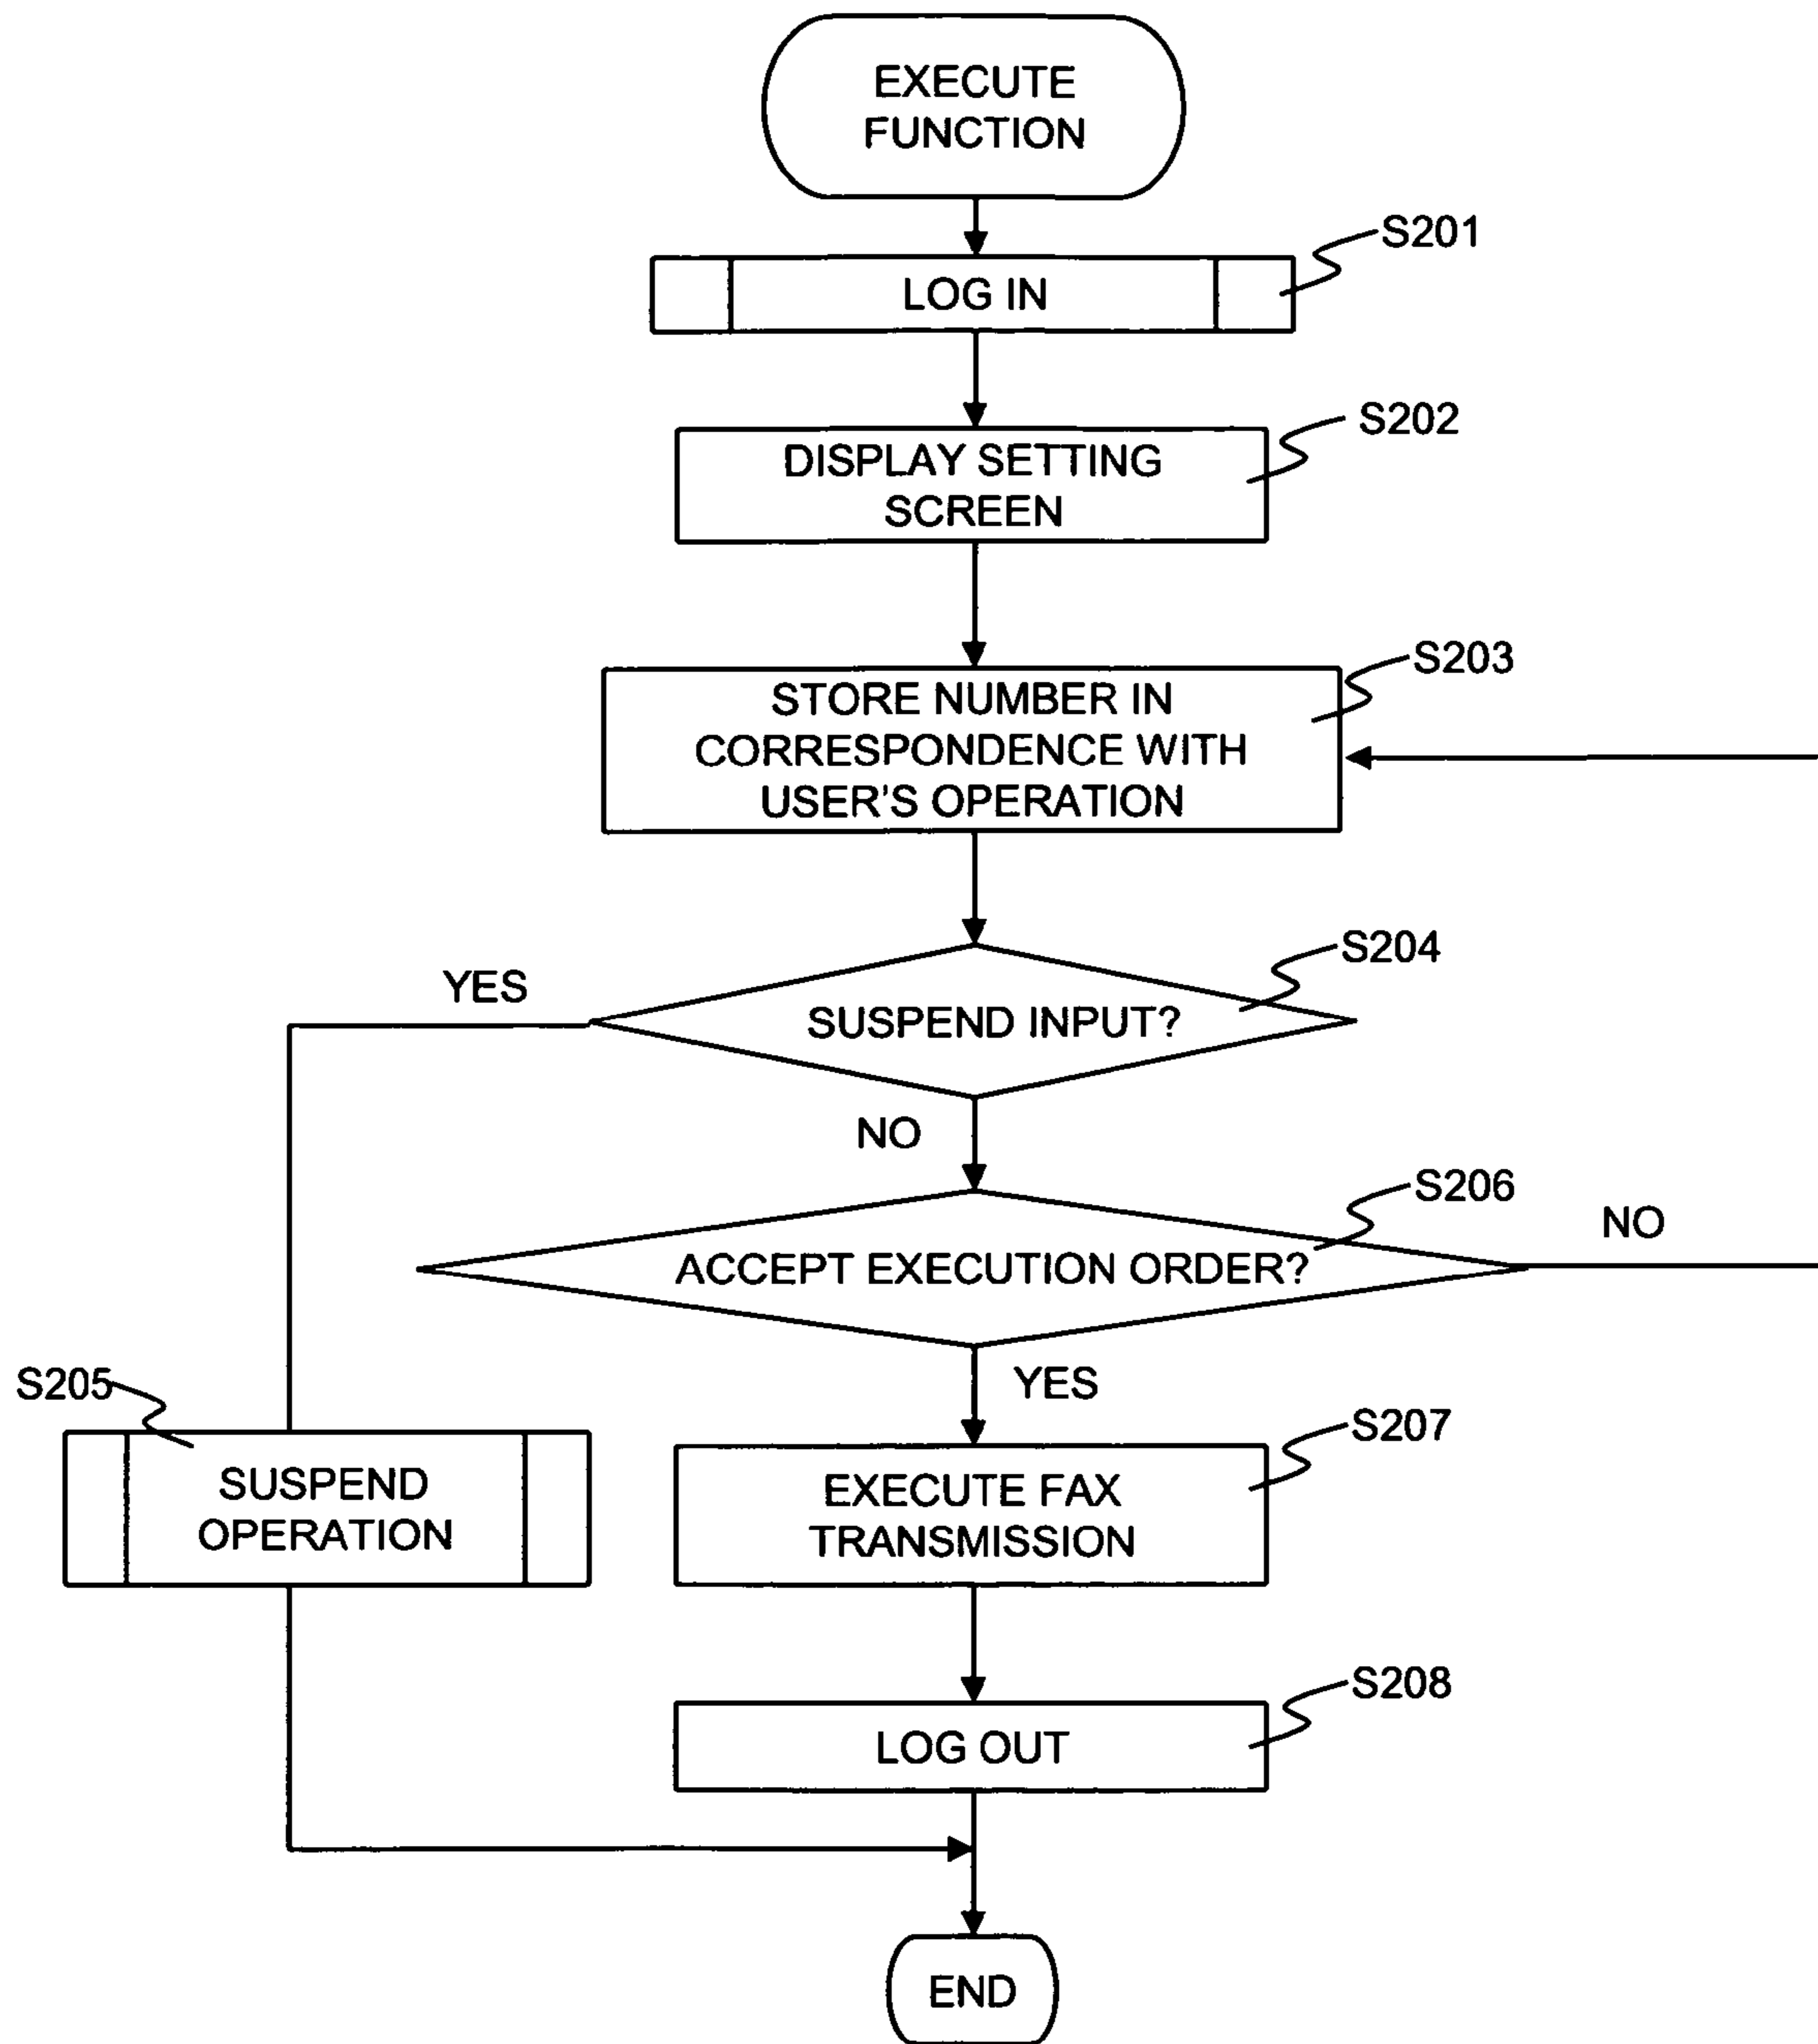 EXECUTE
FUNCTION
S201
LOG IN
S202
DISPLAY SETTING
SCREEN
S203
STORE NUMBER IN
CORRESPONDENCE WITH
USER'S OPERATION
S204
YES
SUSPEND INPUT?
NO
S206
NO
ACCEPT EXECUTION ORDER?
S205
YES
S207
SUSPEND
OPERATION
EXECUTE FAX
TRANSMISSION
S208
LOG OUT
END